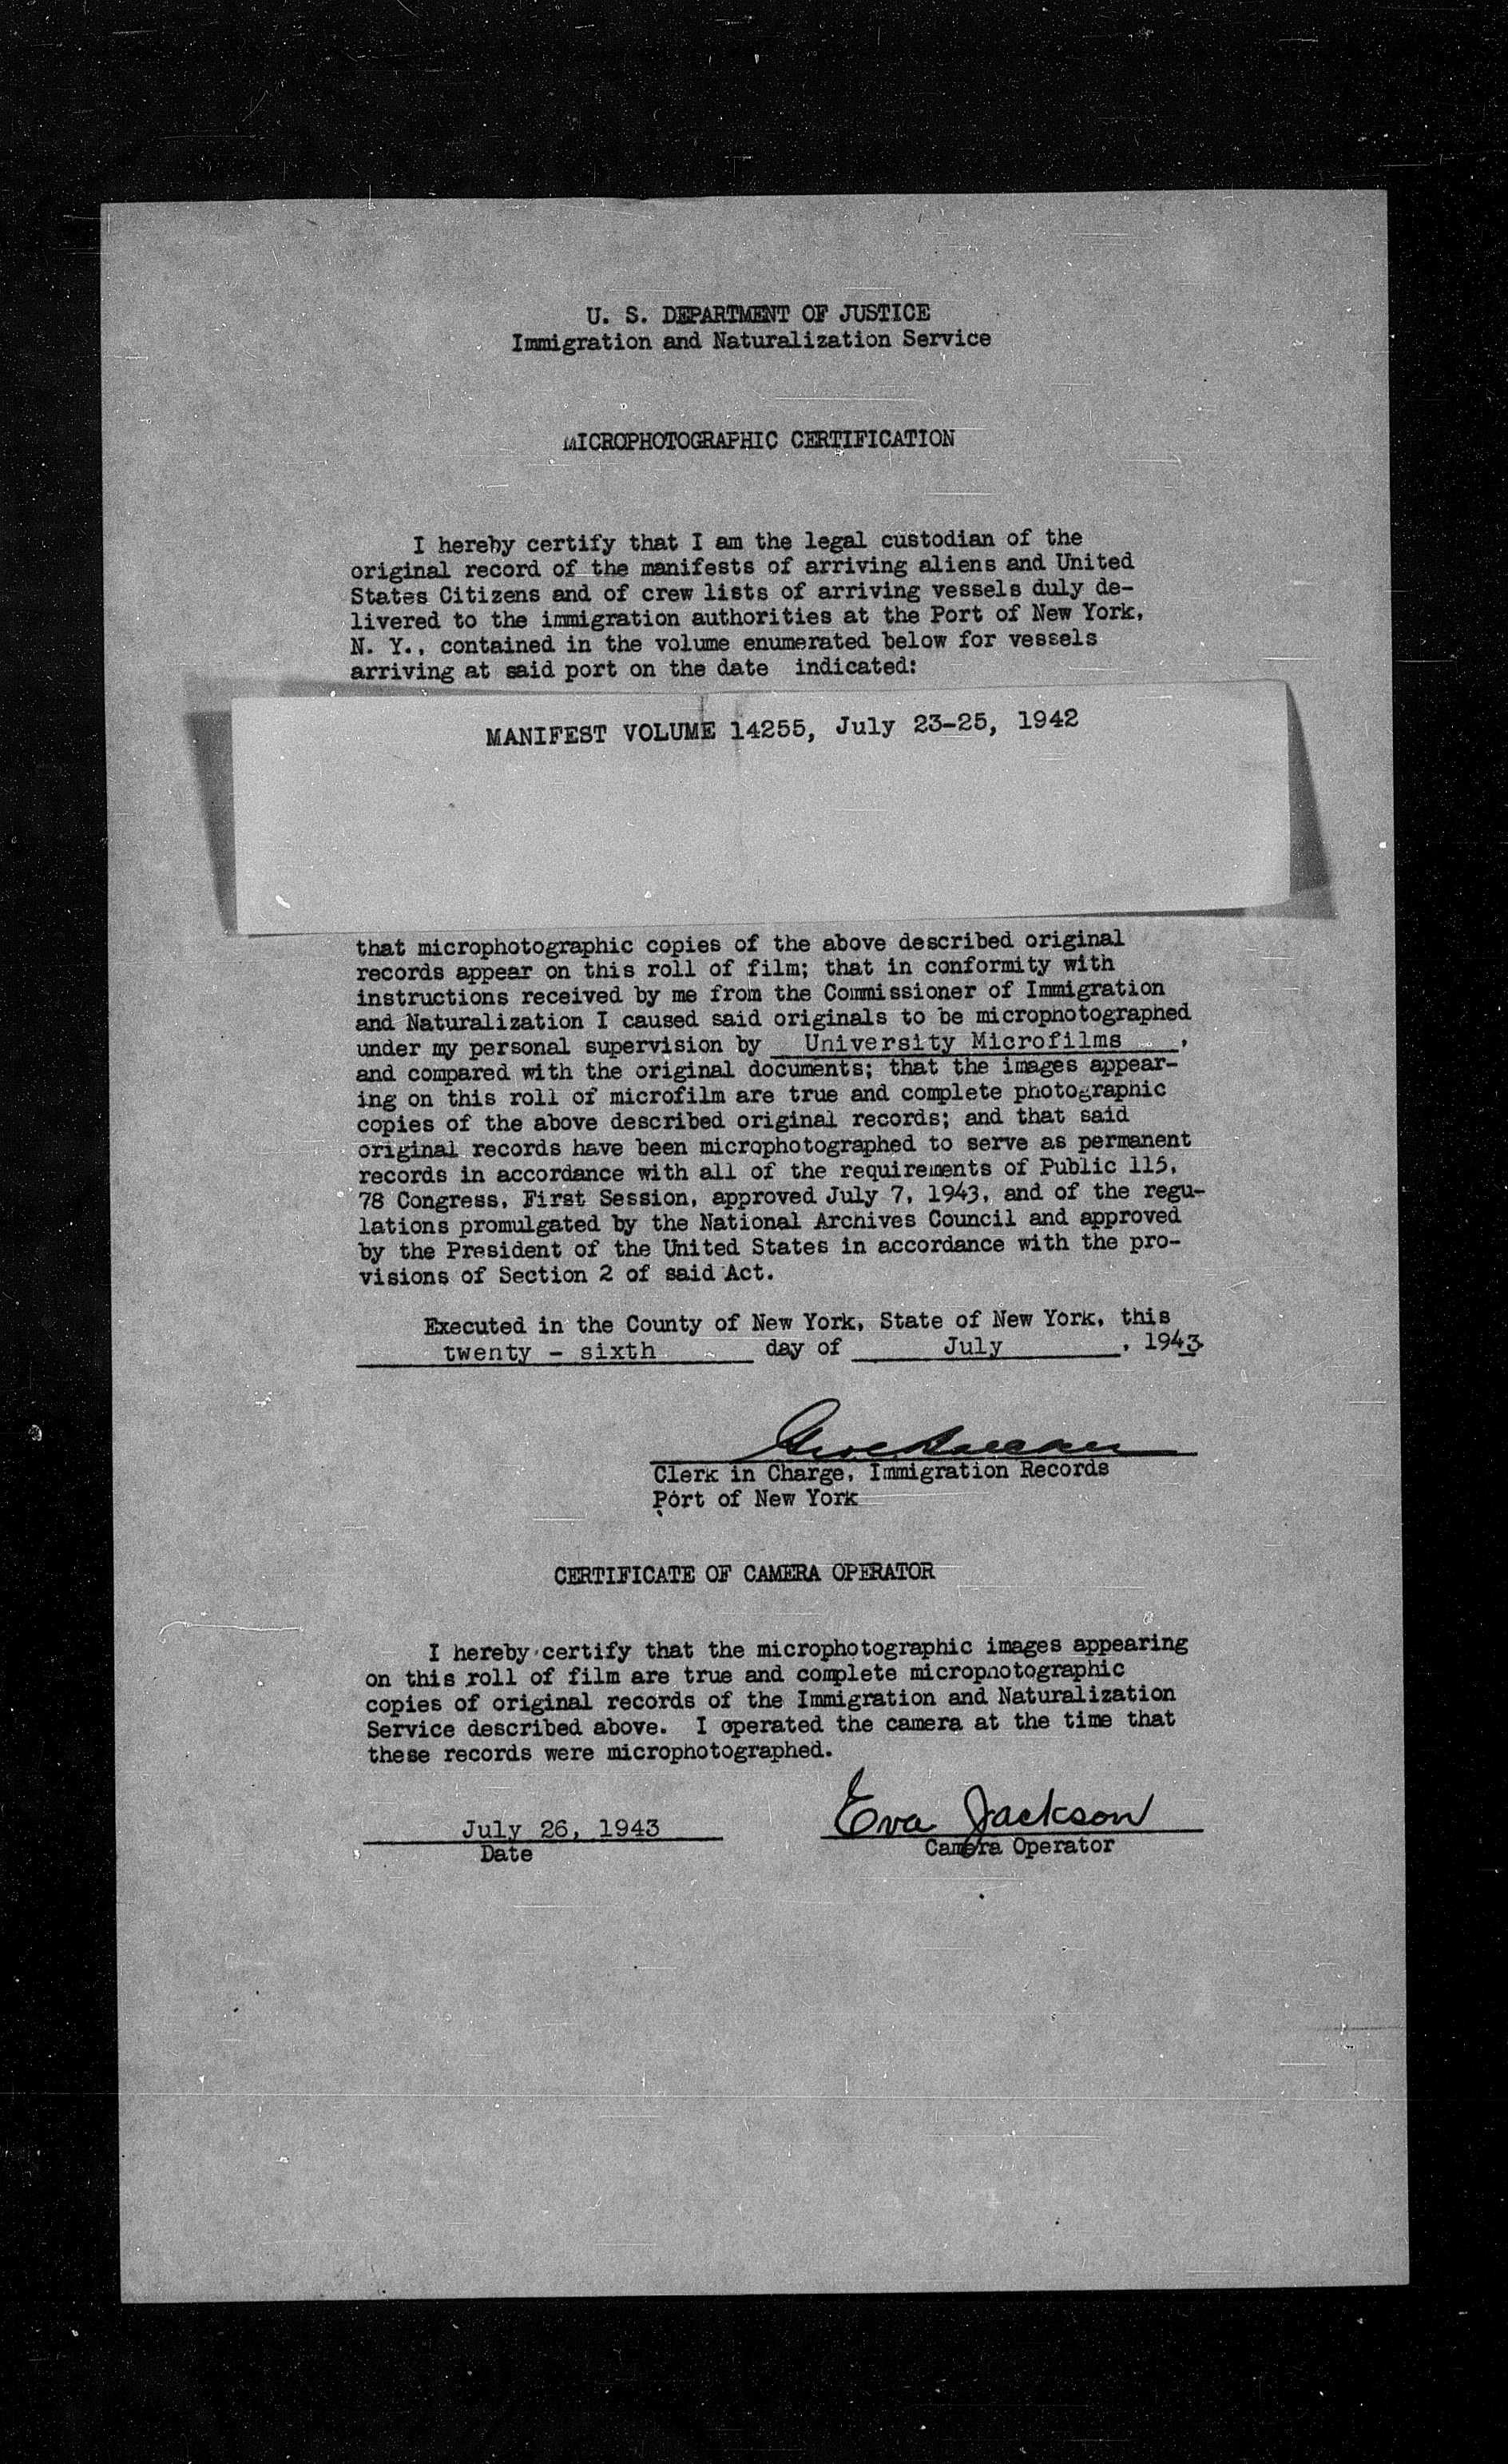 U. S. DEPARTMENT OF JUSTICE
Immigration and Naturalization Service
MICROPHOTOGRAPHIC CERTIFICATION
I hereby certify that I am the legal custodian of the
original record of the manifests of arriving aliens and United
States Citizens and of crew lists of arriving vessels duly de-
livered to the immigration authorities at the Port of New York,
N. Y., contained in the volume enumerated below for vessels
arriving at said port on the date indicated:
MANIFEST VOLUME 14255, July 23-25, 1942
that microphotographic copies of the above described original
records appear on this roll of film; that in conformity with
instructions received by me from the Commissioner of Immigration
and Naturalization I caused said originals to be microphotographed
under my personal supervision by University Microfilms,
and compared with the original documents; that the images appear-
ing on this roll of microfilm are true and complete photographic
copies of the above described original records; and that said
original records have been microphotographed to serve as permanent
records in accordance with all of the requirements of Public 115,
78 Congress, First Session, approved July 7, 1943, and of the regu-
lations promulgated by the National Archives Council and approved
by the President of the United States in accordance with the pro-
visions of Section 2 of said Act.
Executed in the County of New York, State of New York, this
twenty - sixth day of July, 1943
Clerk in Charge, Immigration Records
Port of New York
CERTIFICATE OF CAMERA OPERATOR
I hereby certify that the microphotographic images appearing
on this roll of film are true and complete microphotographic
copies of original records of the Immigration and Naturalization
Service described above. I operated the camera at the time that
these records were microphotographed.
July 26, 1943 Eva Jackson
Date Camera Operator